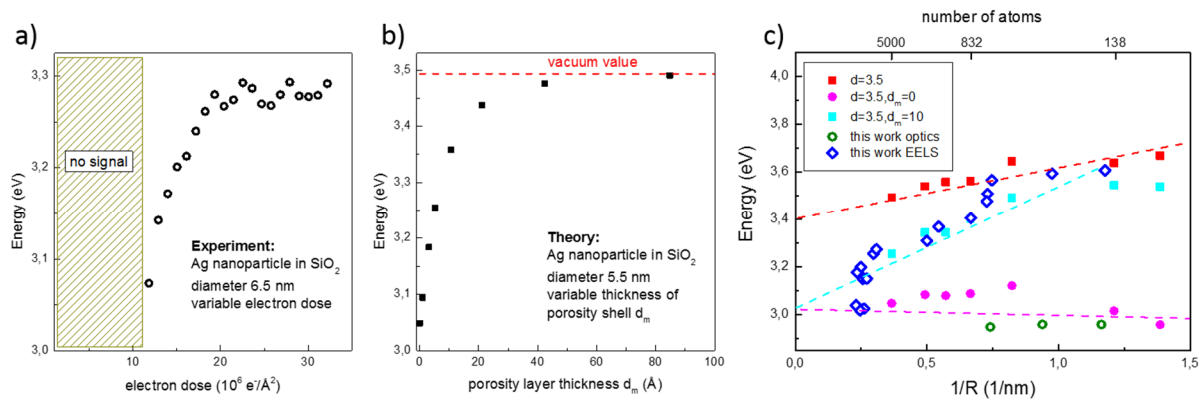 a)
3,3
3,2
3,1
3,0
Energy (eV)
no signal
Experiment:
Ag nanoparticle in SiO₂
diameter 6.5 nm
variable electron dose
0
10
20
30
electron dose (10⁶ e⁻/Å²)
b)
vacuum value
3,5
3,4
3,3
3,2
3,1
3,0
Energy (eV)
Theory:
Ag nanoparticle in SiO₂
diameter 5.5 nm
variable thickness of
porosity shell dₘ
0
20
40
60
80
100
porosity layer thickness dₘ (Å)
c)
number of atoms
5000
832
138
d=3.5
d=3.5,dₘ=0
d=3.5,dₘ=10
this work optics
this work EELS
4,0
3,8
3,6
3,4
3,2
3,0
2,8
Energy (eV)
0,0
0,5
1,0
1,5
1/R (1/nm)